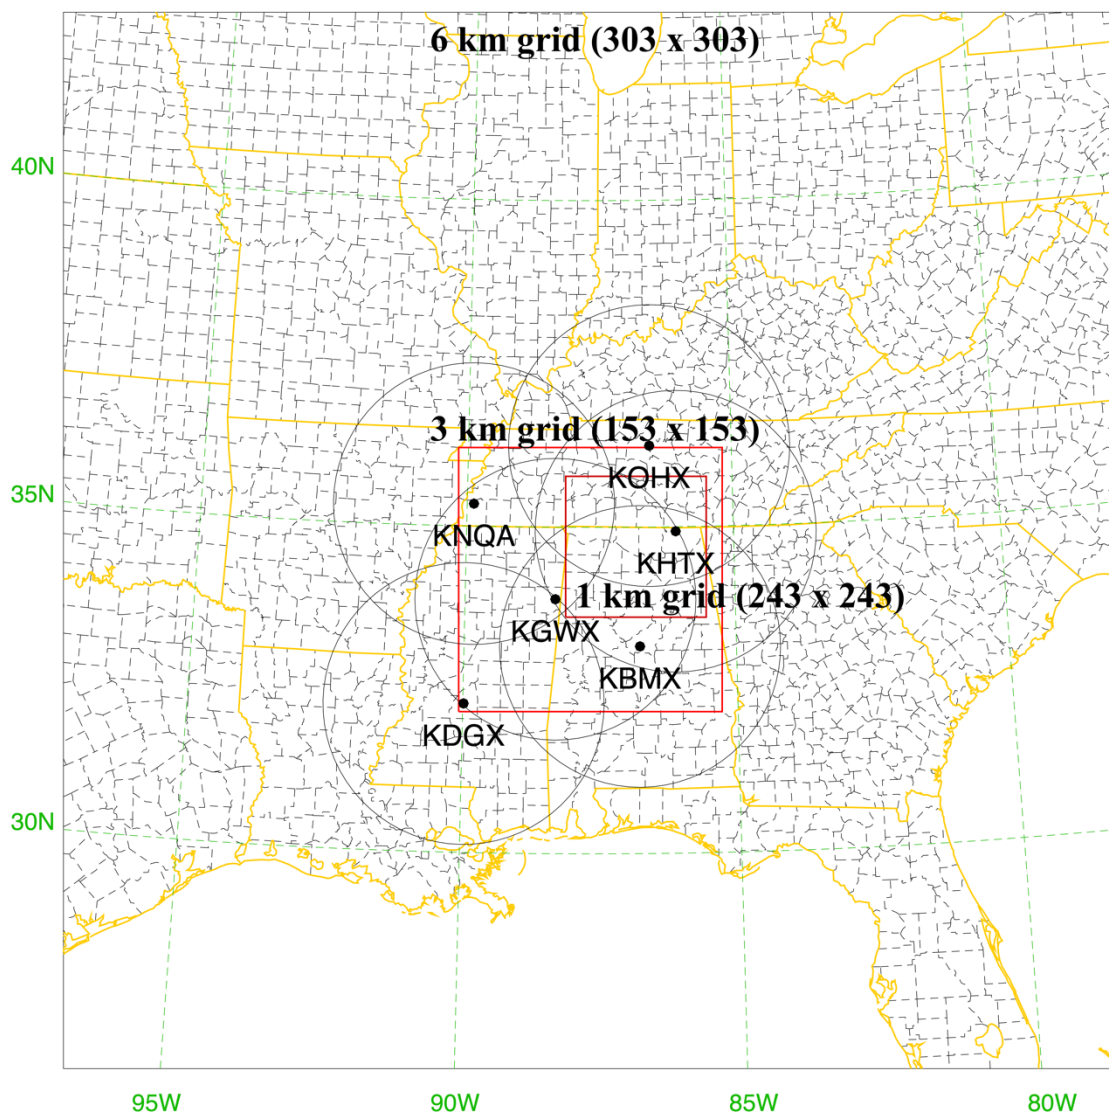 6 km grid (303 x 303)
40N
3 km grid (153 x 153)
KOHX
35N
KNQA
KHTX
1 km grid (243 x 243)
KGWX
KBMX
KDGX
30N
95W
90W
85W
80W